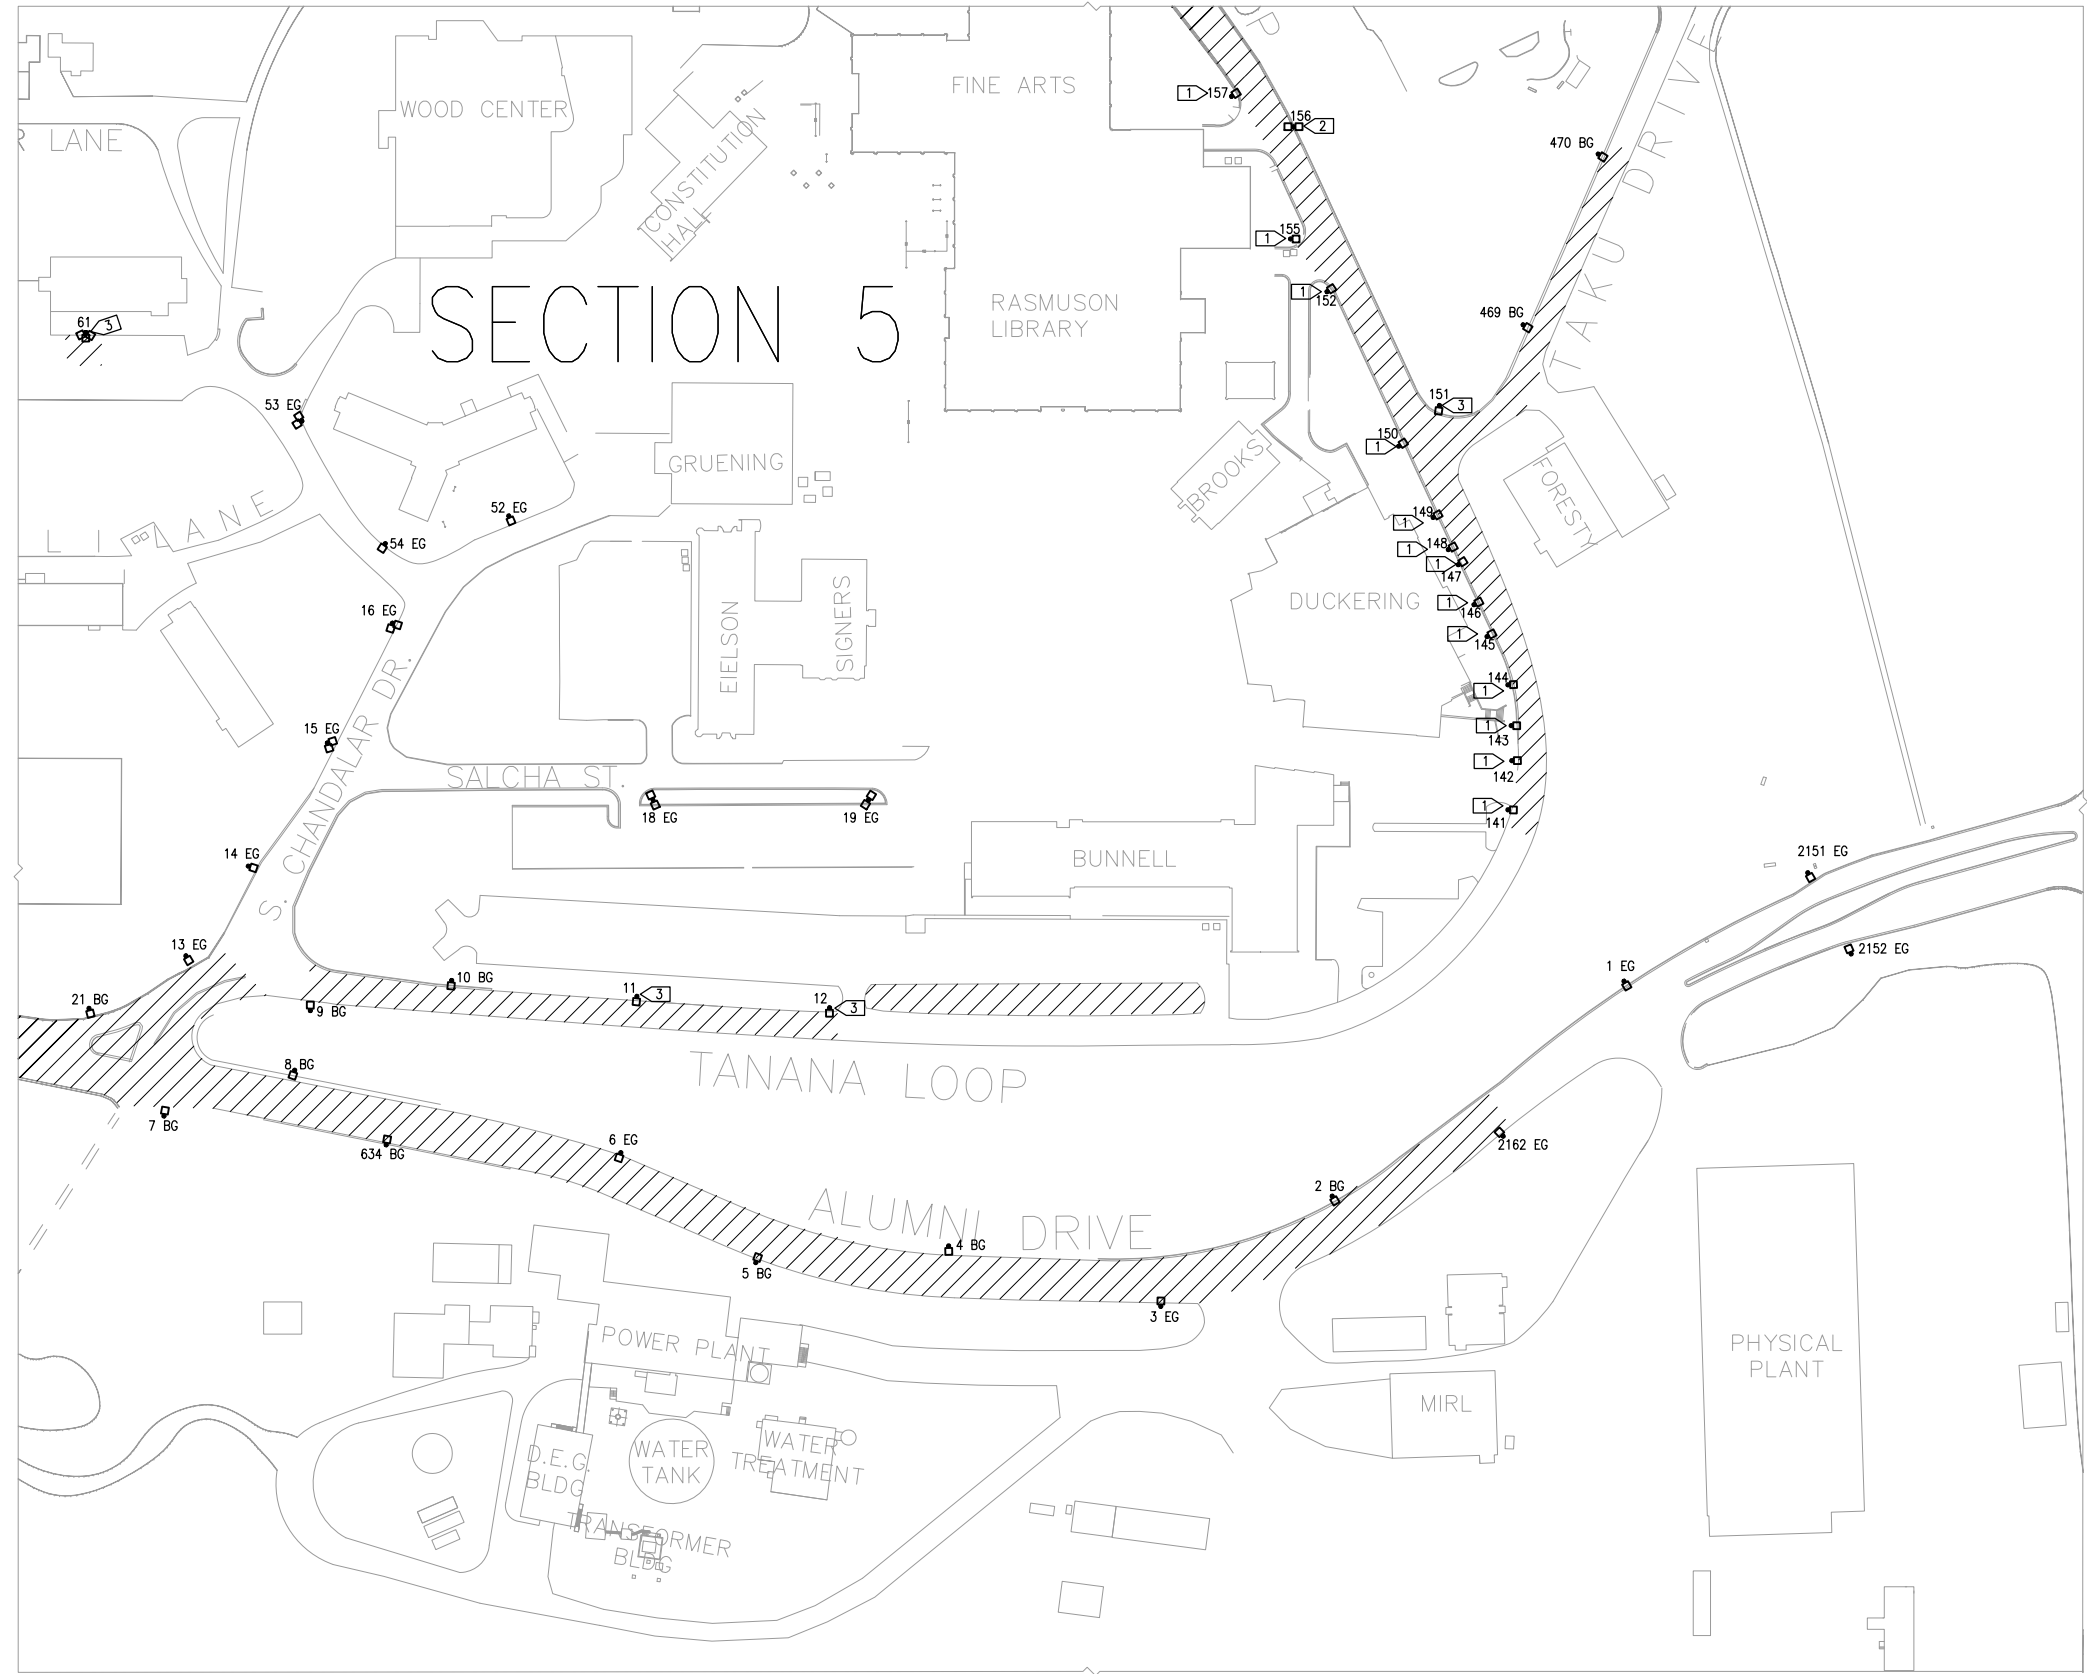 P
FINE ARTS
1 157
WOOD CENTER
156 2
R LANE
470 BG
TAKU DRIVE
CONSTITUTION
HALL
155
1
SECTION 5
1
152
RASMUSON
LIBRARY
469 BG
61 3
53 EG
151
3
150
1
GRUENING
BROOKS
FORESTY
LI LANE
52 EG
149
1
54 EG
148
1
1
147
DUCKERING
1
146
16 EG
EIELSON
SIGNERS
1
145
144
1
15 EG
1
143
S. CHANDALAR DR.
SALCHA ST.
1
142
18 EG
19 EG
1
141
14 EG
BUNNELL
2151 EG
13 EG
2152 EG
10 BG
1 EG
21 BG
11 3
12
3
9 BG
TANANA LOOP
8 BG
7 BG
634 BG
6 EG
2162 EG
2 BG
ALUMNI DRIVE
4 BG
5 BG
3 EG
POWER PLANT
PHYSICAL
PLANT
MIRL
D.E.G.
BLDG
WATER
TANK
WATER
TREATMENT
TRANSFORMER
BLDG